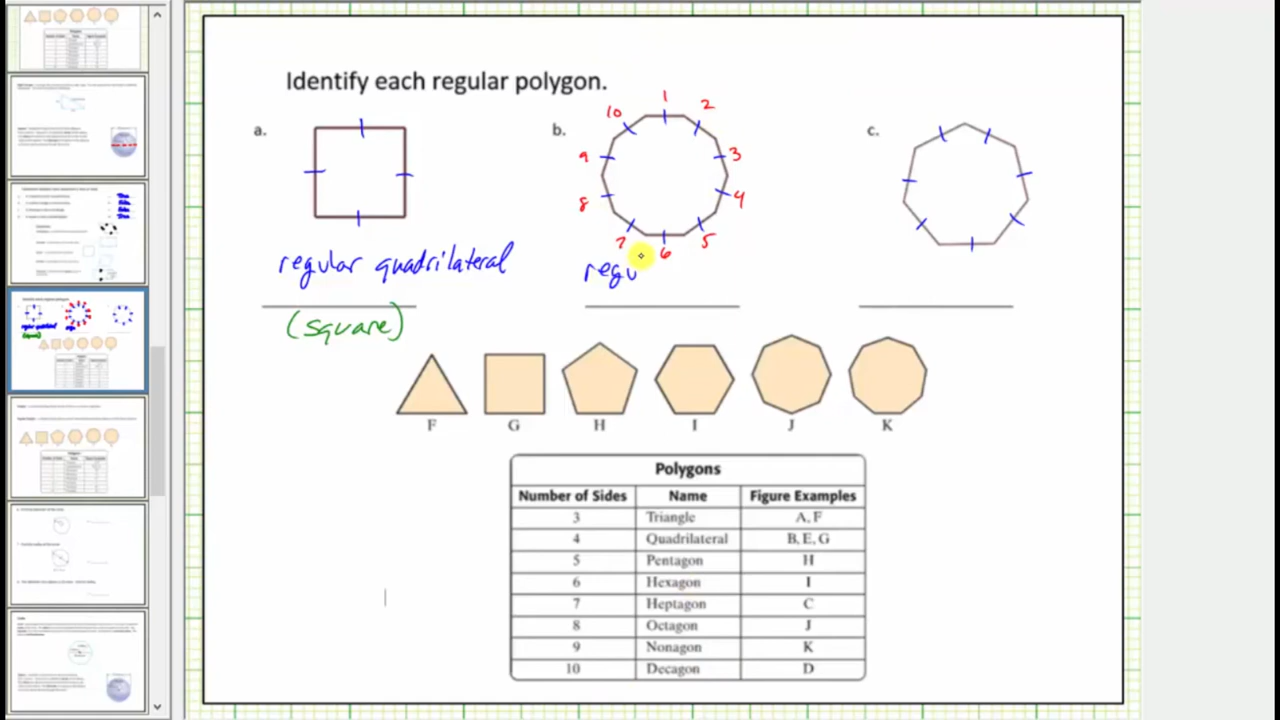 Identify each regular polygon.
a.
b.
c.
1
2
3
4
5
6
7
8
9
10
regular quadrilateral
regu
(square)
F
G
H
I
J
K
Polygons
Number of Sides Name Figure Examples
3 Triangle A, F
4 Quadrilateral B, E, G
5 Pentagon H
6 Hexagon I
7 Heptagon C
8 Octagon J
9 Nonagon K
10 Decagon D